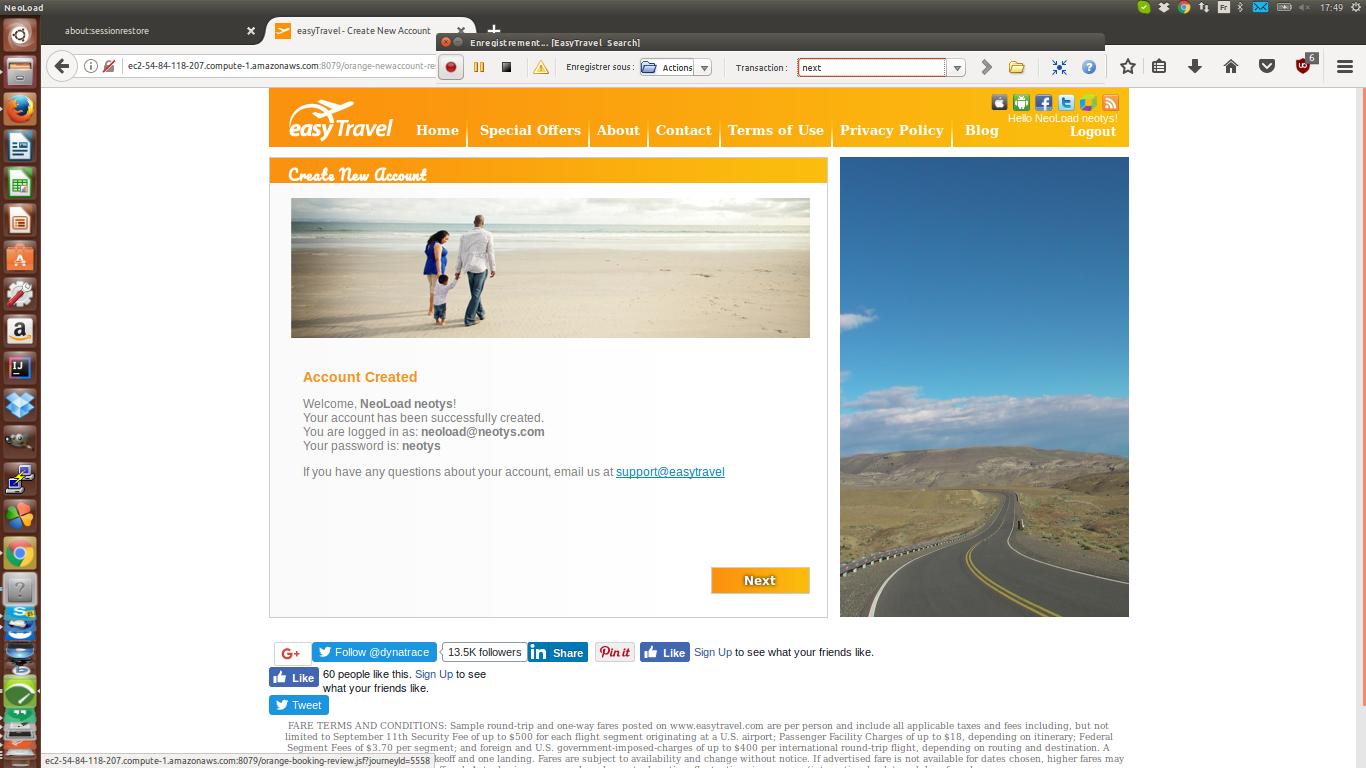 NeoLoad
Fr
17:49
about:sessionrestore
easyTravel - Create New Account
Enregistrement... [EasyTravel Search]
ec2-54-84-118-207.compute-1.amazonaws.com:8079/orange-newaccount-re
Enregistrer sous :
Actions
Transaction :
next
6
easyTravel
Hello NeoLoad neotys!
Home
Special Offers
About
Contact
Terms of Use
Privacy Policy
Blog
Logout
Create New Account
Account Created
Welcome, NeoLoad neotys!
Your account has been successfully created.
You are logged in as: neoload@neotys.com
Your password is: neotys
If you have any questions about your account, email us at support@easytravel
Next
G+
Follow @dynatrace
13.5K followers
in Share
Pin it
Like
Sign Up to see what your friends like.
Like
60 people like this. Sign Up to see
what your friends like.
Tweet
FARE TERMS AND CONDITIONS: Sample round-trip and one-way fares posted on www.easytravel.com are per person and include all applicable taxes and fees including, but not
limited to September 11th Security Fee of up to $500 for each flight segment originating at a U.S. airport; Passenger Facility Charges of up to $18, depending on itinerary; Federal
Segment Fees of $3.70 per segment; and foreign and U.S. government-imposed-charges of up to $400 per international round-trip flight, depending on routing and destination. A
keoff and one landing. Fares are subject to availability and change without notice. If advertised fare is not available for dates chosen, higher fares may
ec2-54-84-118-207.compute-1.amazonaws.com:8079/orange-booking-review.jsf?journeyId=5558